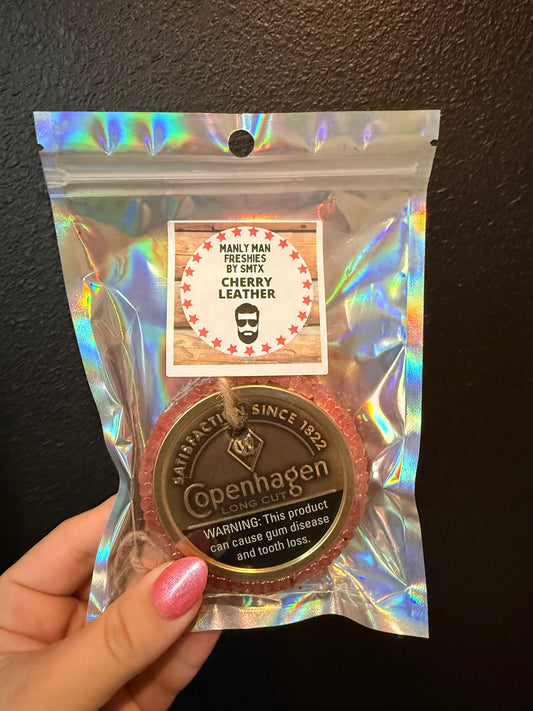 MANLY MAN
FRESHIES
BY SMTX
CHERRY
LEATHER
SATISFACTION SINCE 1822
Copenhagen
LONG CUT
WARNING: This product
can cause gum disease
and tooth loss.